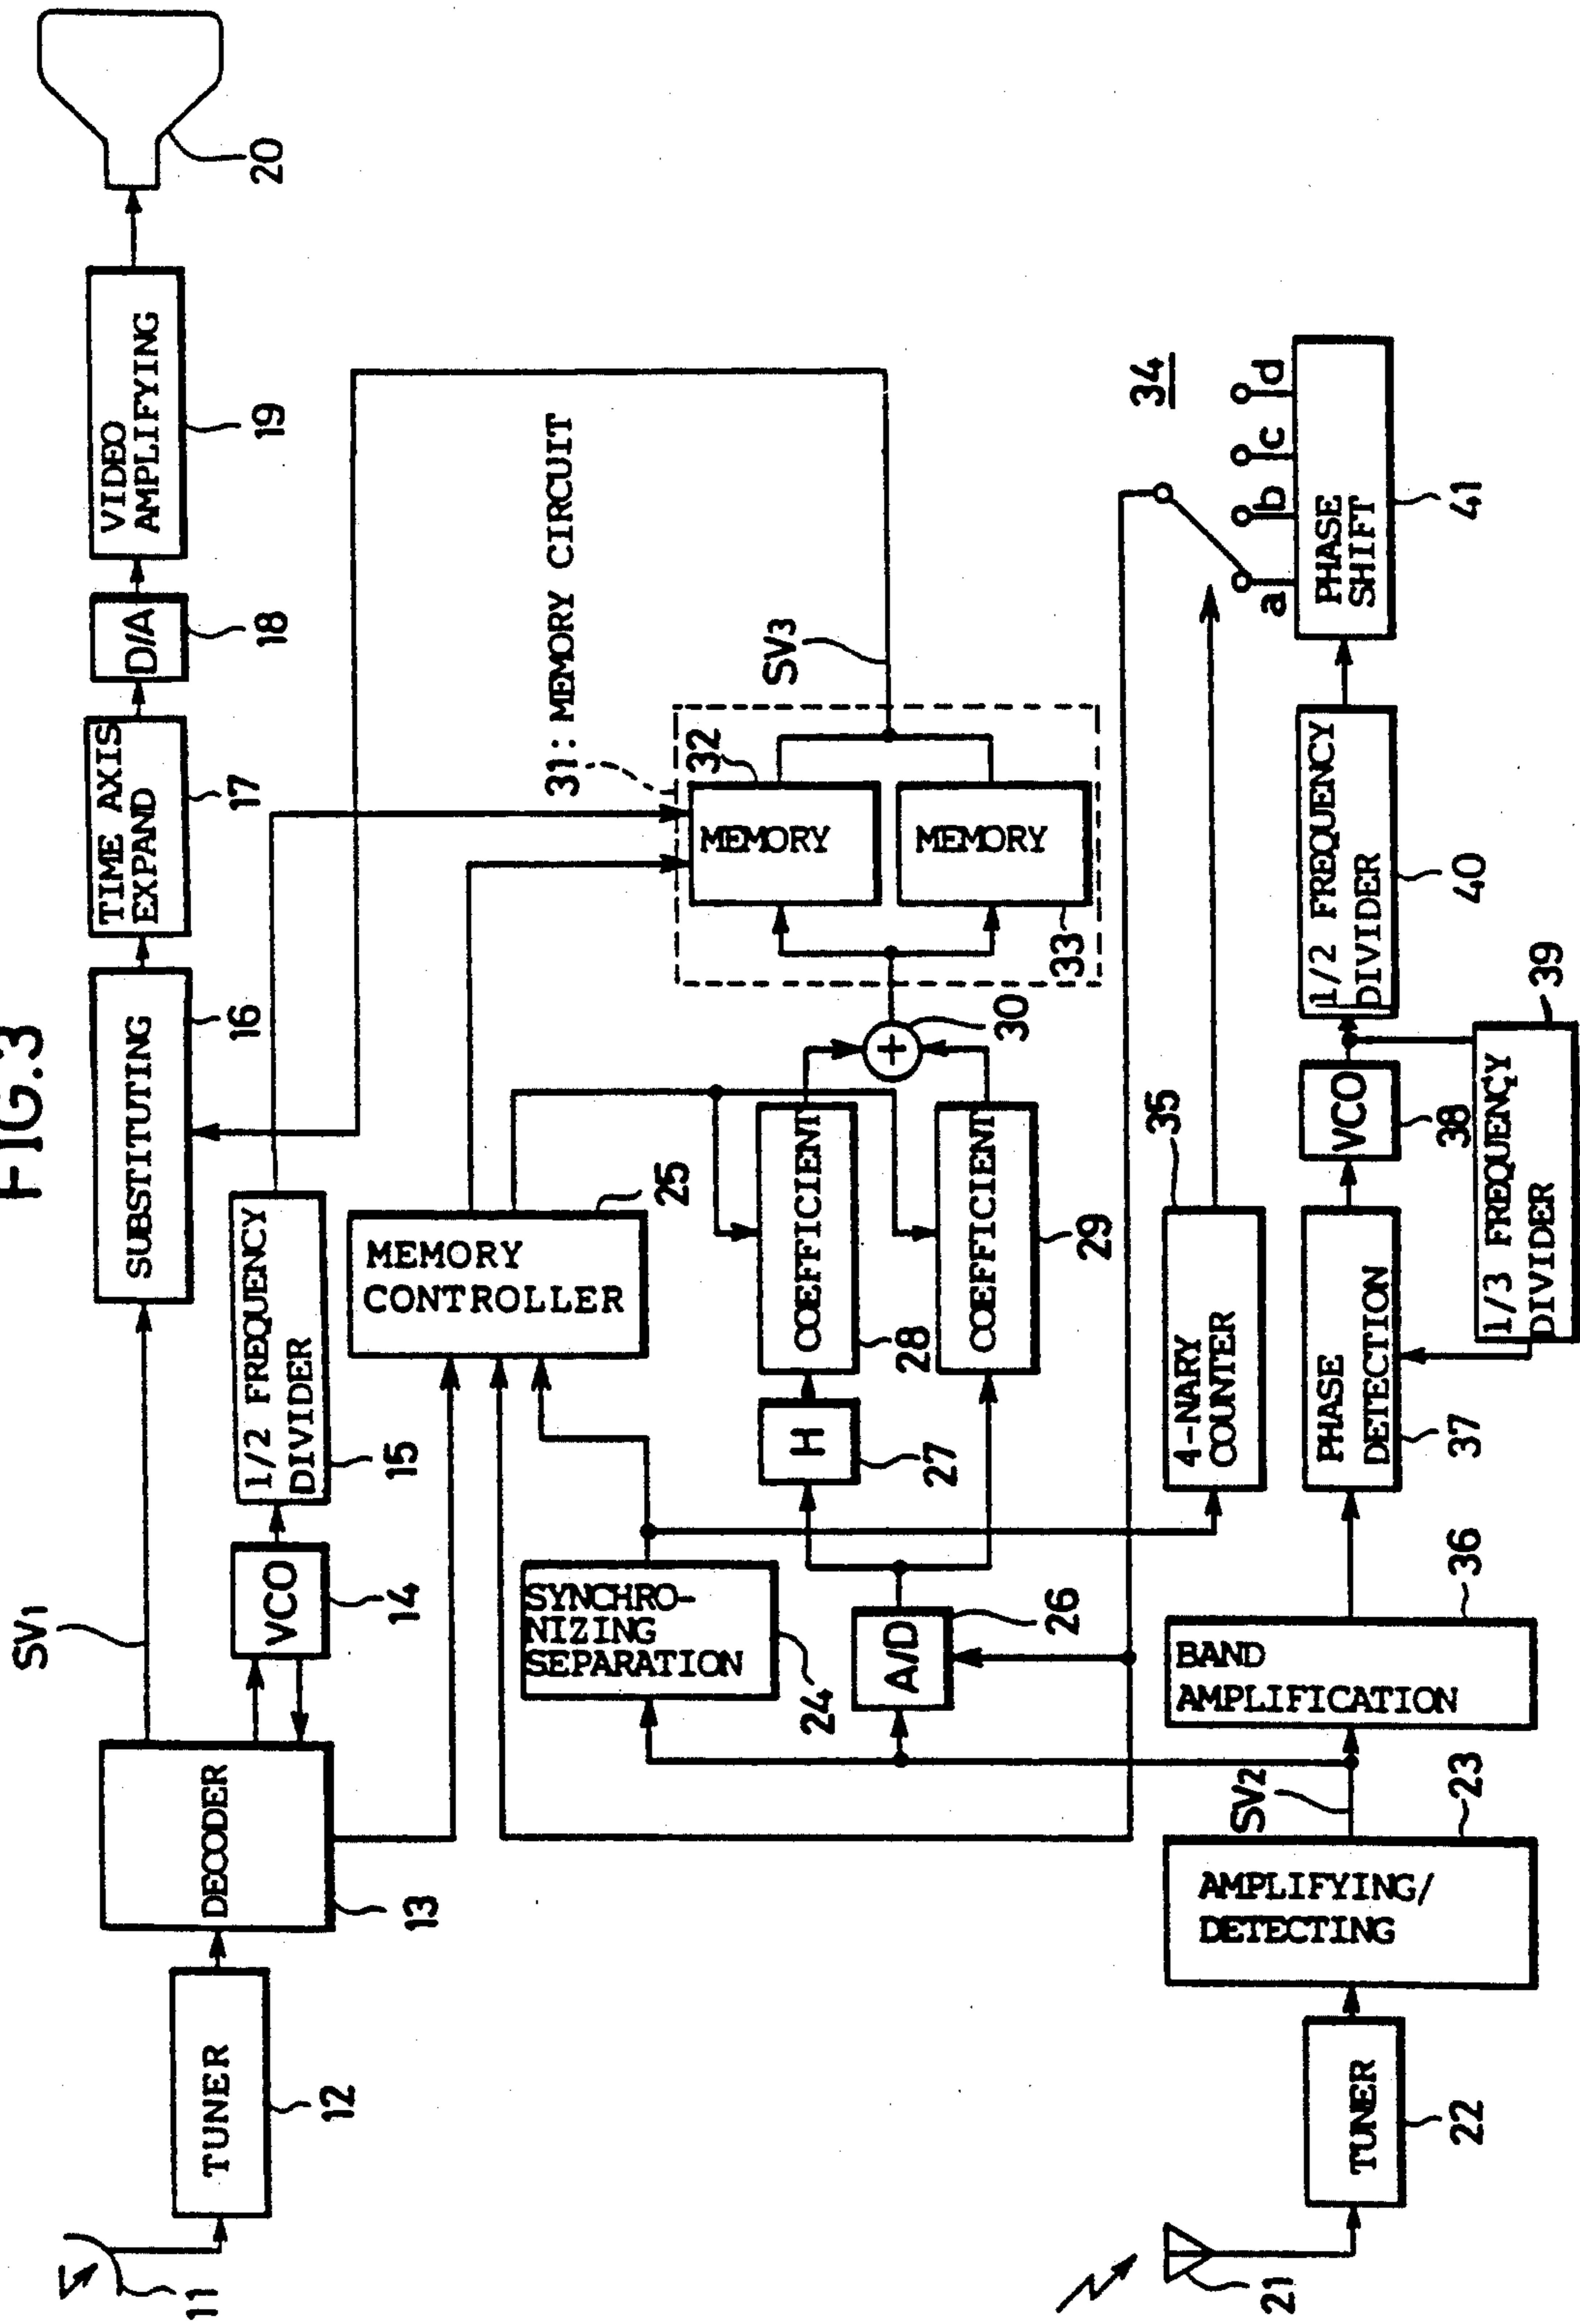 FIG.3
SV1
11
TUNER
12
DECODER
13
VCO
14
1/2 FREQUENCY
DIVIDER
15
SUBSTITUTING
16
TIME AXIS
EXPAND
17
D/A
18
VIDEO
AMPLIFYING
19
20
MEMORY
CONTROLLER
25
SYNCHRO-
NIZING
SEPARATION
24
A/D
26
H
27
COEFFICIENT
28
COEFFICIENT
29
+
30
31: MEMORY CIRCUIT
MEMORY
32
MEMORY
33
SV3
34
4-NARY
COUNTER
35
21
TUNER
22
AMPLIFYING/
DETECTING
23
SV2
BAND
AMPLIFICATION
36
PHASE
DETECTION
37
VCO
38
1/3 FREQUENCY
DIVIDER
39
1/2 FREQUENCY
DIVIDER
40
a
b
c
d
PHASE
SHIFT
41